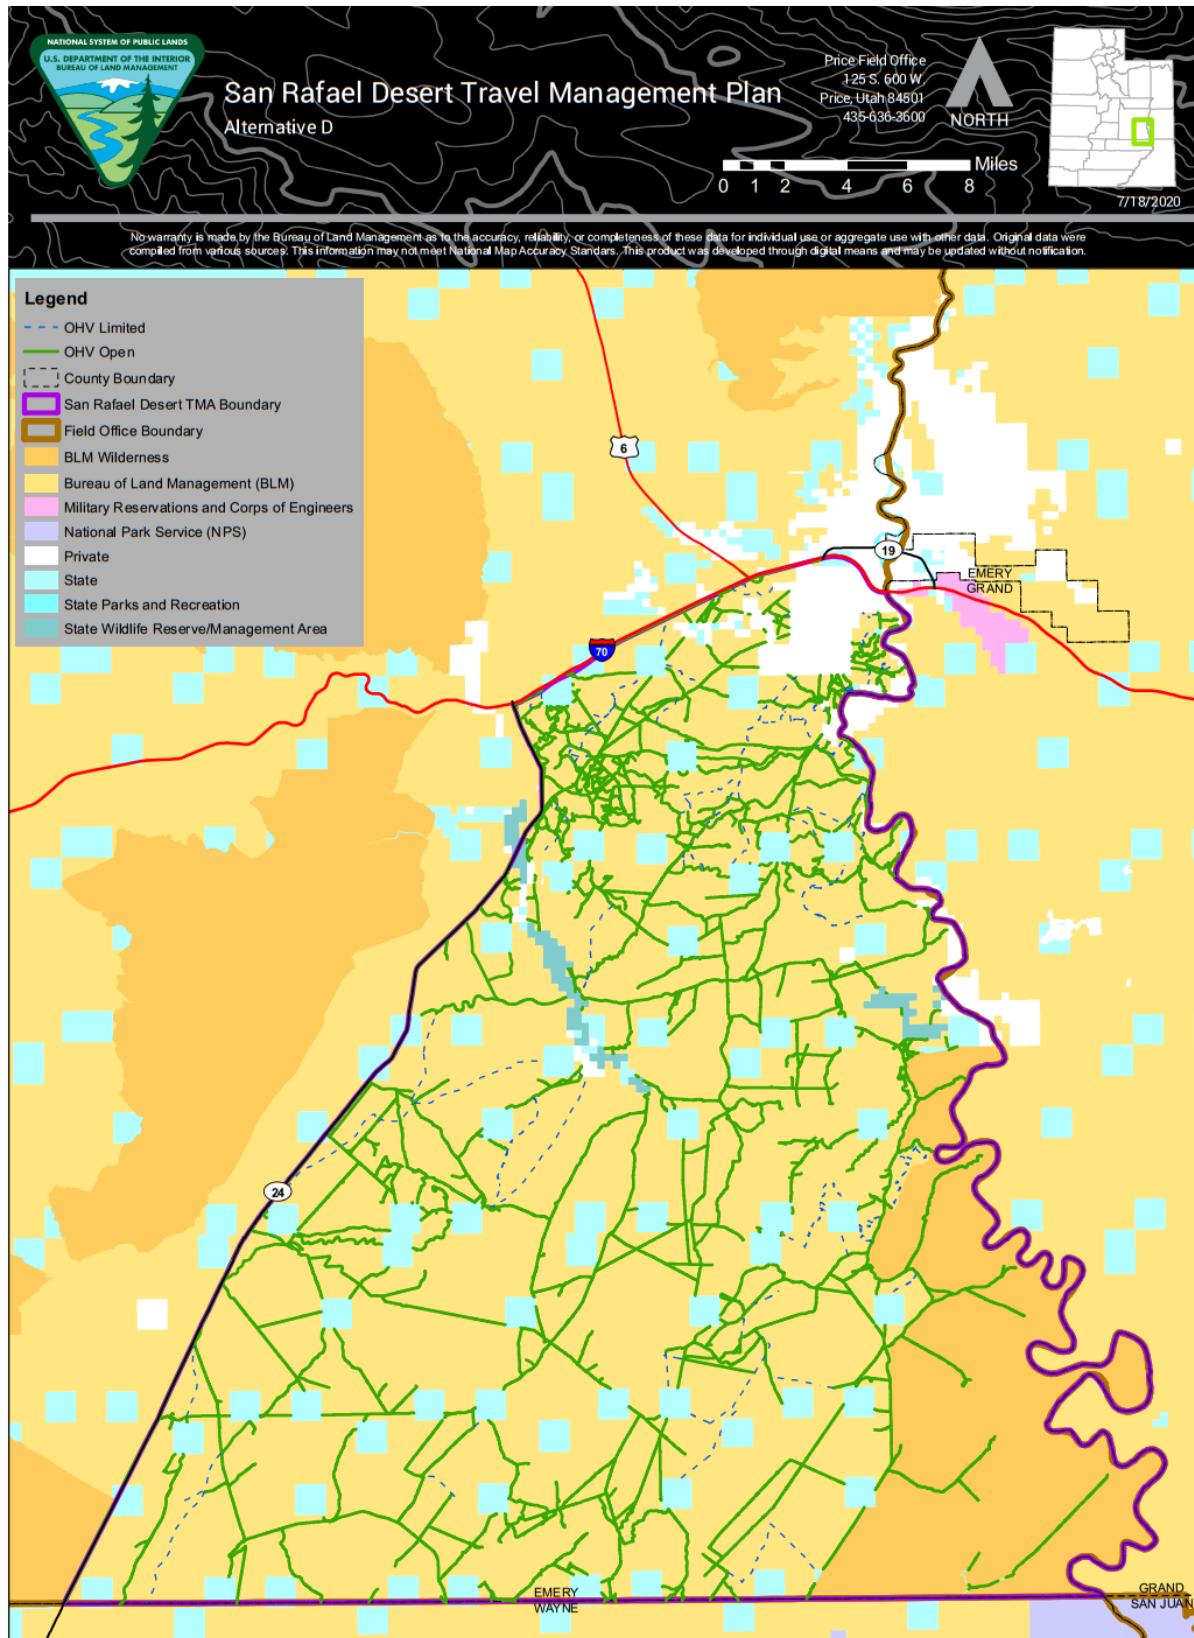 NATIONAL SYSTEM OF PUBLIC LANDS
U.S. DEPARTMENT OF THE INTERIOR
BUREAU OF LAND MANAGEMENT
San Rafael Desert Travel Management Plan
Alternative D
Price Field Office
125 S. 600 W.
Price, Utah 84501
435-636-3600
NORTH
Miles
0 1 2 4 6 8
7/18/2020
No warranty is made by the Bureau of Land Management as to the accuracy, reliability, or completeness of these data for individual use or aggregate use with other data. Original data were
compiled from various sources. This information may not meet National Map Accuracy Standars. This product was developed through digital means and may be updated without notification.
Legend
OHV Limited
OHV Open
County Boundary
San Rafael Desert TMA Boundary
Field Office Boundary
BLM Wilderness
Bureau of Land Management (BLM)
Military Reservations and Corps of Engineers
National Park Service (NPS)
Private
State
State Parks and Recreation
State Wildlife Reserve/Management Area
6
19
EMERY
GRAND
70
24
EMERY
WAYNE
GRAND
SAN JUAN